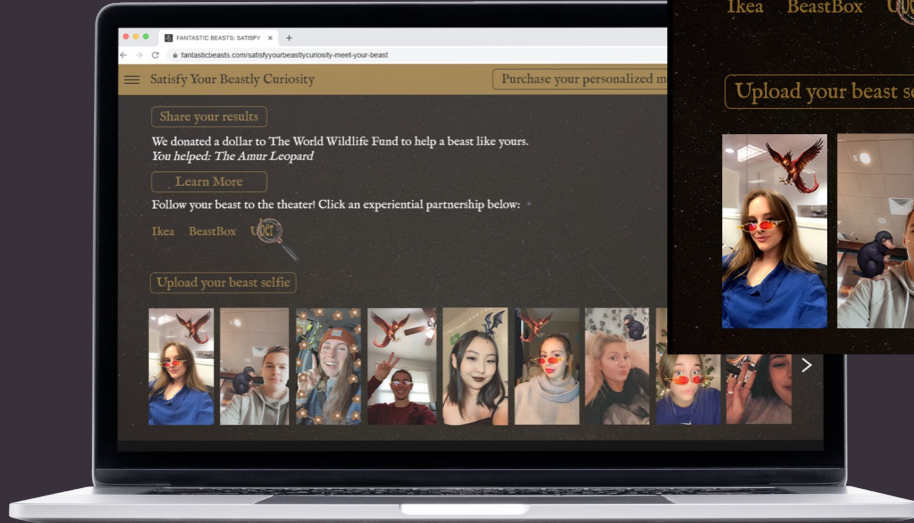 FANTASTIC BEASTS: SATISFY
fantasticbeasts.com/satisfyyourbeastlycuriosity-meet-your-beast
Satisfy Your Beastly Curiosity
Purchase your personalized m
Share your results
We donated a dollar to The World Wildlife Fund to help a beast like yours.
You helped: The Amur Leopard
Learn More
Follow your beast to the theater! Click an experiential partnership below:
Ikea BeastBox Uber
Upload your beast selfie
Ikea BeastBox
Upload your beast se